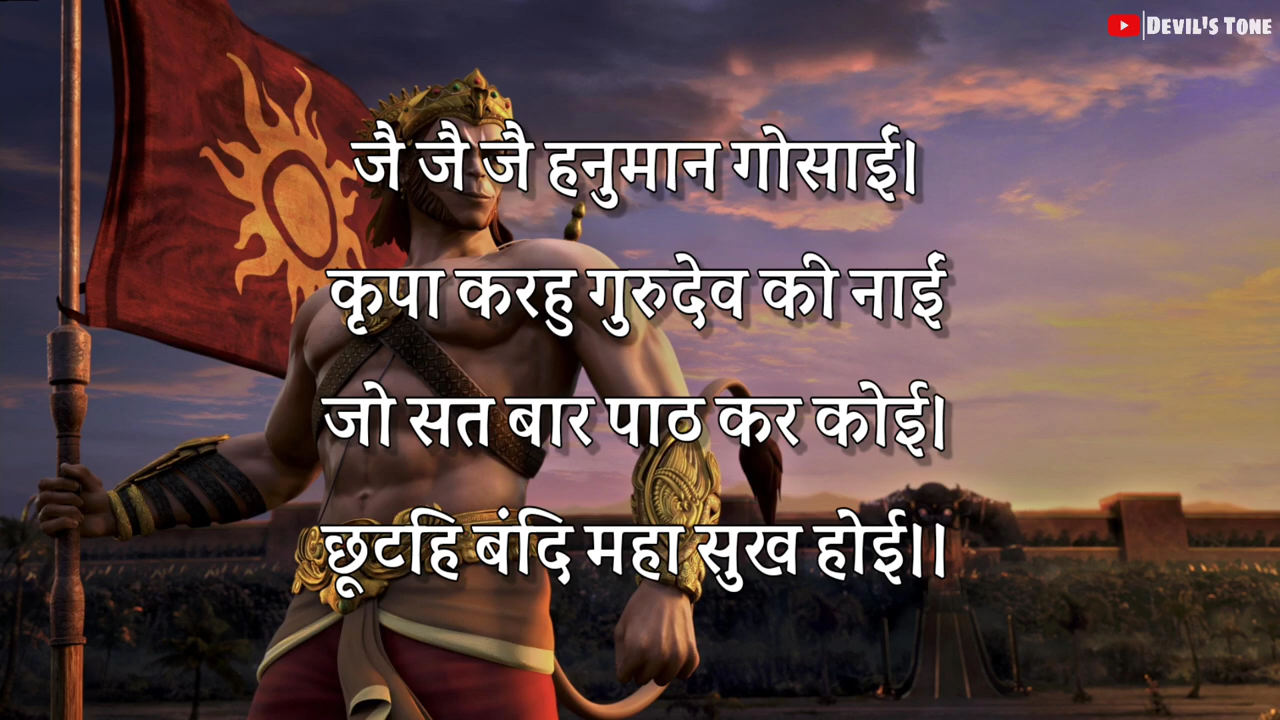 DEVIL'S TONE
जै जै जै हनुमान गोसाईं।
कृपा करहु गुरुदेव की नाईं
जो सत बार पाठ कर कोई।
छूटहि बंदि महा सुख होई।।